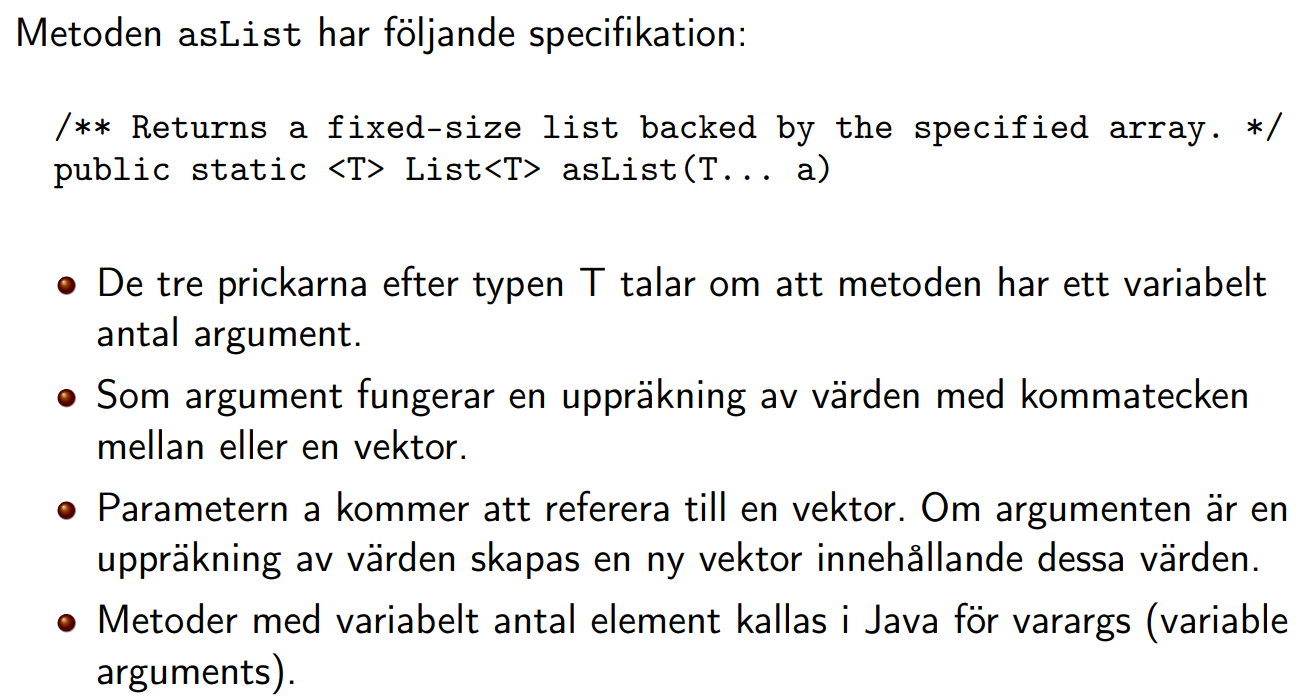 Metoden asList har följande specifikation:
/** Returns a fixed-size list backed by the specified array. */
public static <T> List<T> asList(T... a)
De tre prickarna efter typen T talar om att metoden har ett variabelt
antal argument.
Som argument fungerar en uppräkning av värden med kommatecken
mellan eller en vektor.
Parametern a kommer att referera till en vektor. Om argumenten är en
uppräkning av värden skapas en ny vektor innehållande dessa värden.
Metoder med variabelt antal element kallas i Java för varargs (variable
arguments).